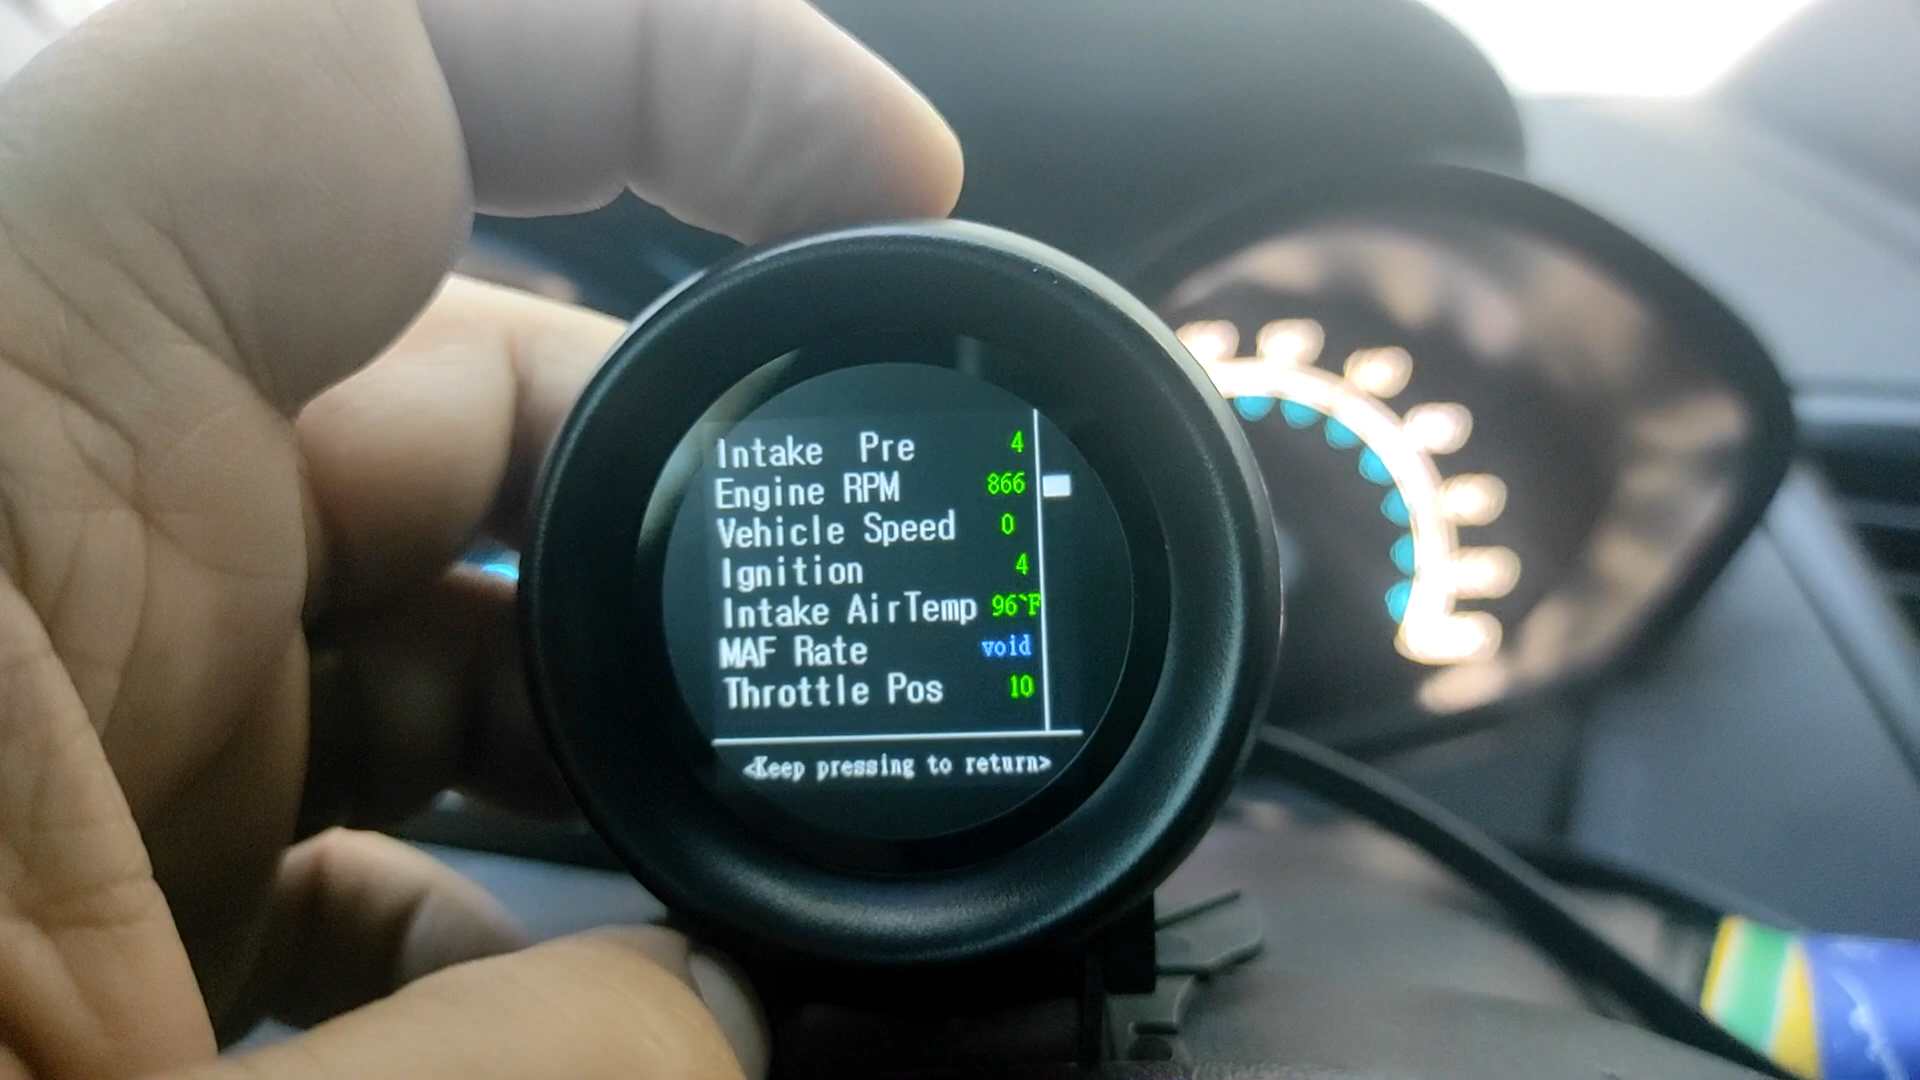 Intake Pre 4
Engine RPM 866
Vehicle Speed 0
Ignition 4
Intake AirTemp 96`F
MAF Rate void
Throttle Pos 10
<Keep pressing to return>